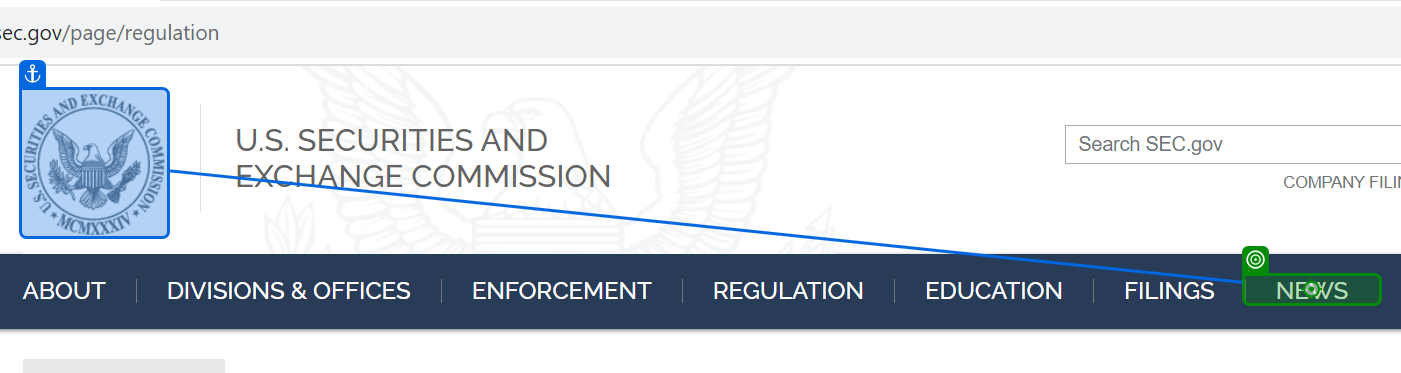 sec.gov/page/regulation
U.S. SECURITIES AND EXCHANGE COMMISSION
MCMXXXIV
U.S. SECURITIES AND
EXCHANGE COMMISSION
Search SEC.gov
COMPANY FILIN
ABOUT
DIVISIONS & OFFICES
ENFORCEMENT
REGULATION
EDUCATION
FILINGS
NEWS